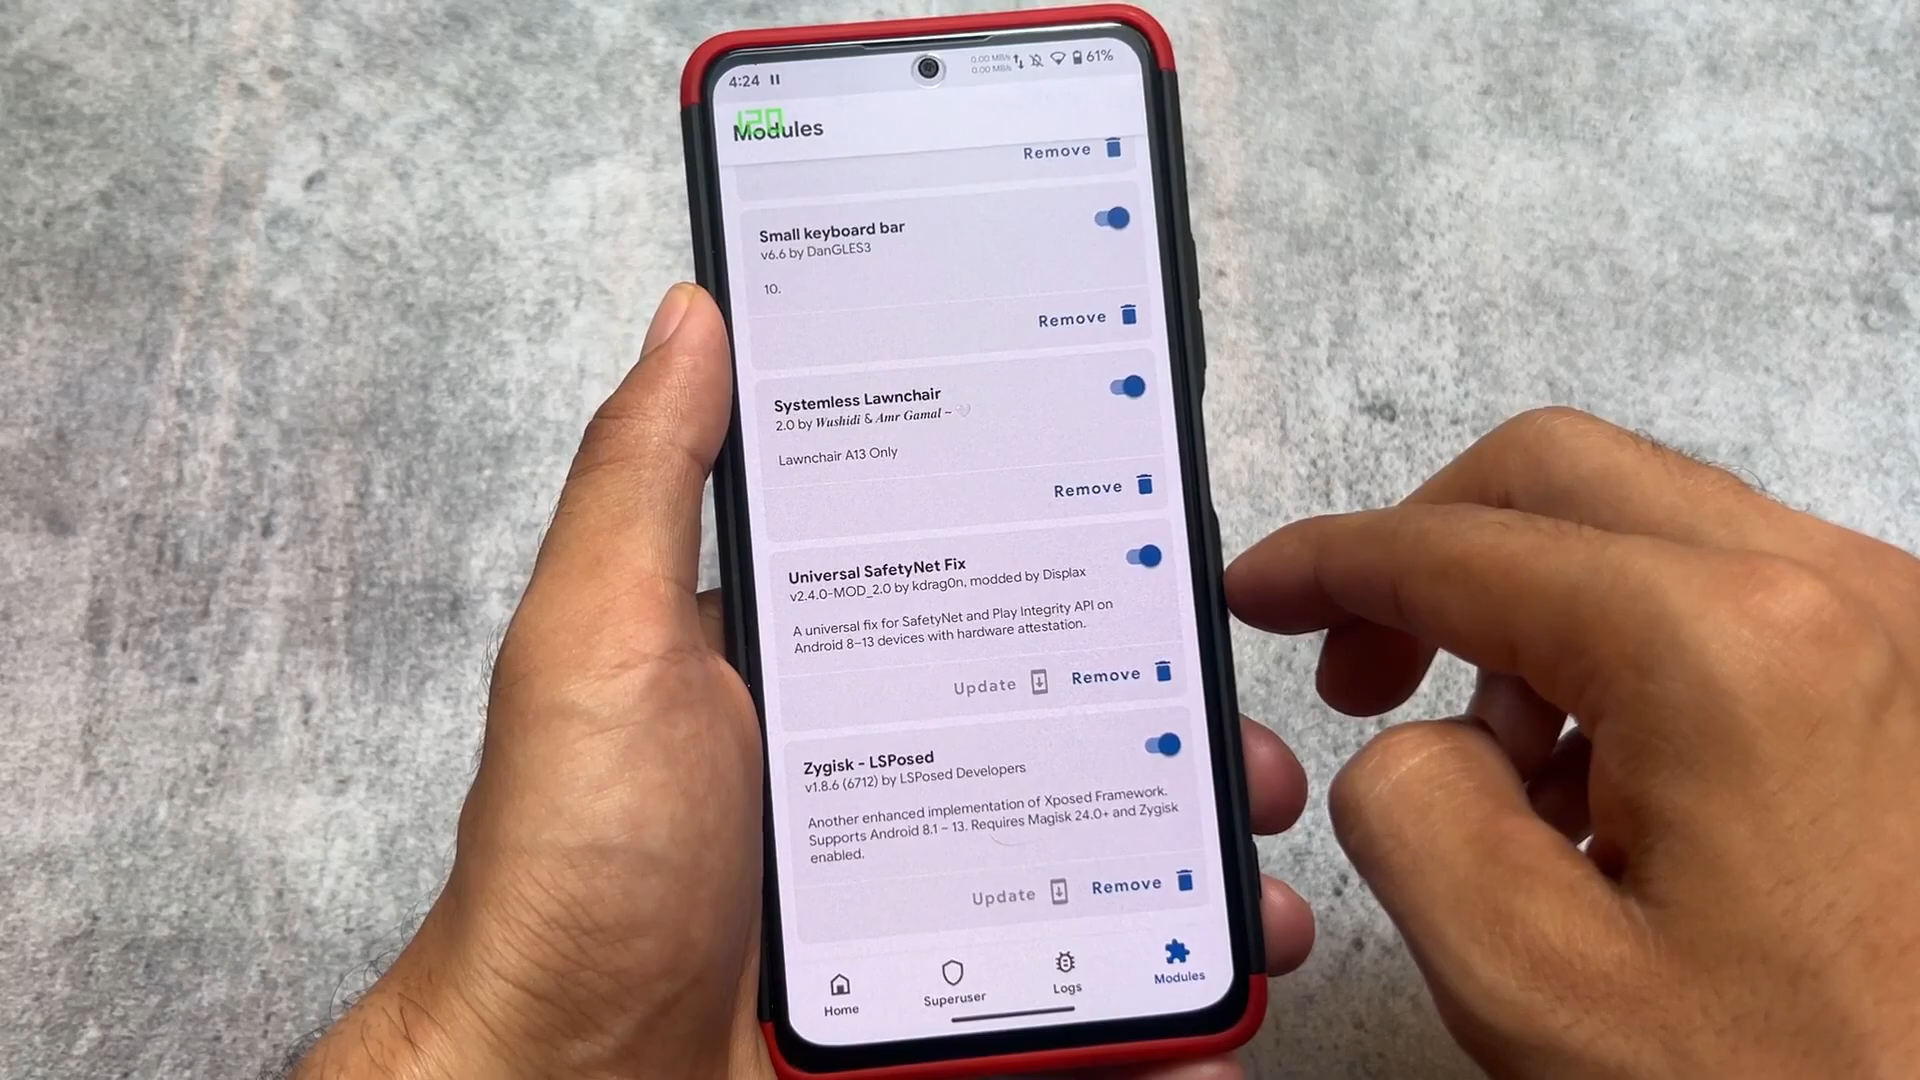 4:24
0.00 MB/s
0.00 MB/s
61%
120
Modules
Remove
Small keyboard bar
v6.6 by DanGLES3
10.
Remove
Systemless Lawnchair
2.0 by Wushidi & Amr Gamal ~ 🤍
Lawnchair A13 Only
Remove
Universal SafetyNet Fix
v2.4.0-MOD_2.0 by kdrag0n, modded by Displax
A universal fix for SafetyNet and Play Integrity API on
Android 8–13 devices with hardware attestation.
Update
Remove
Zygisk - LSPosed
v1.8.6 (6712) by LSPosed Developers
Another enhanced implementation of Xposed Framework.
Supports Android 8.1 ~ 13. Requires Magisk 24.0+ and Zygisk
enabled.
Update
Remove
Home
Superuser
Logs
Modules